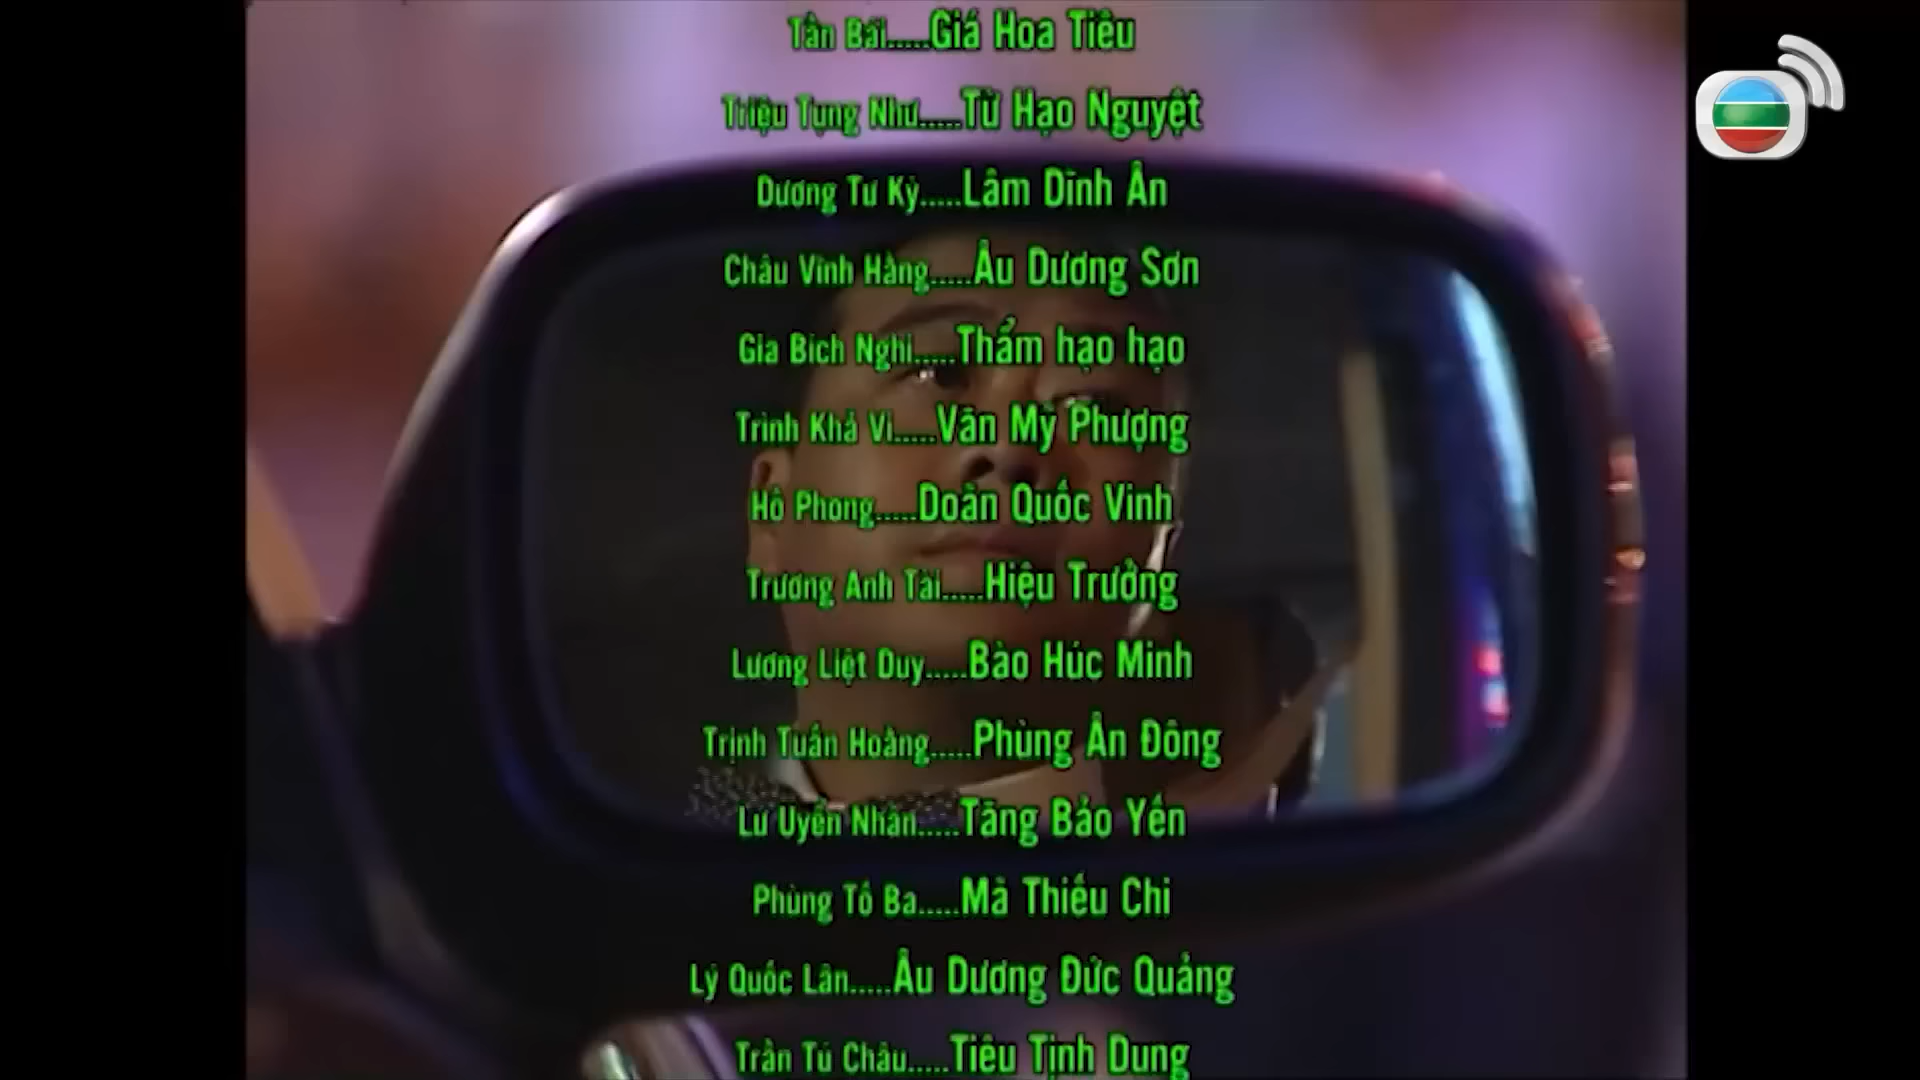 Tân Bái.....Giá Hoa Tiêu
Triệu Tụng Như.....Từ Hạo Nguyệt
Dương Tư Kỳ.....Lâm Dĩnh Ân
Châu Vĩnh Hằng.....Âu Dương Sơn
Gia Bích Nghi.....Thẩm hạo hạo
Trình Khả Vi.....Văn Mỹ Phượng
Hồ Phong.....Doãn Quốc Vinh
Trương Anh Tài.....Hiệu Trưởng
Lương Liệt Duy.....Bào Húc Minh
Trịnh Tuấn Hoằng.....Phùng Ân Đông
Lư Uyển Nhân.....Tăng Bảo Yến
Phùng Tố Ba.....Mã Thiếu Chi
Lý Quốc Lân.....Âu Dương Đức Quảng
Trần Tú Châu.....Tiêu Tịnh Dung